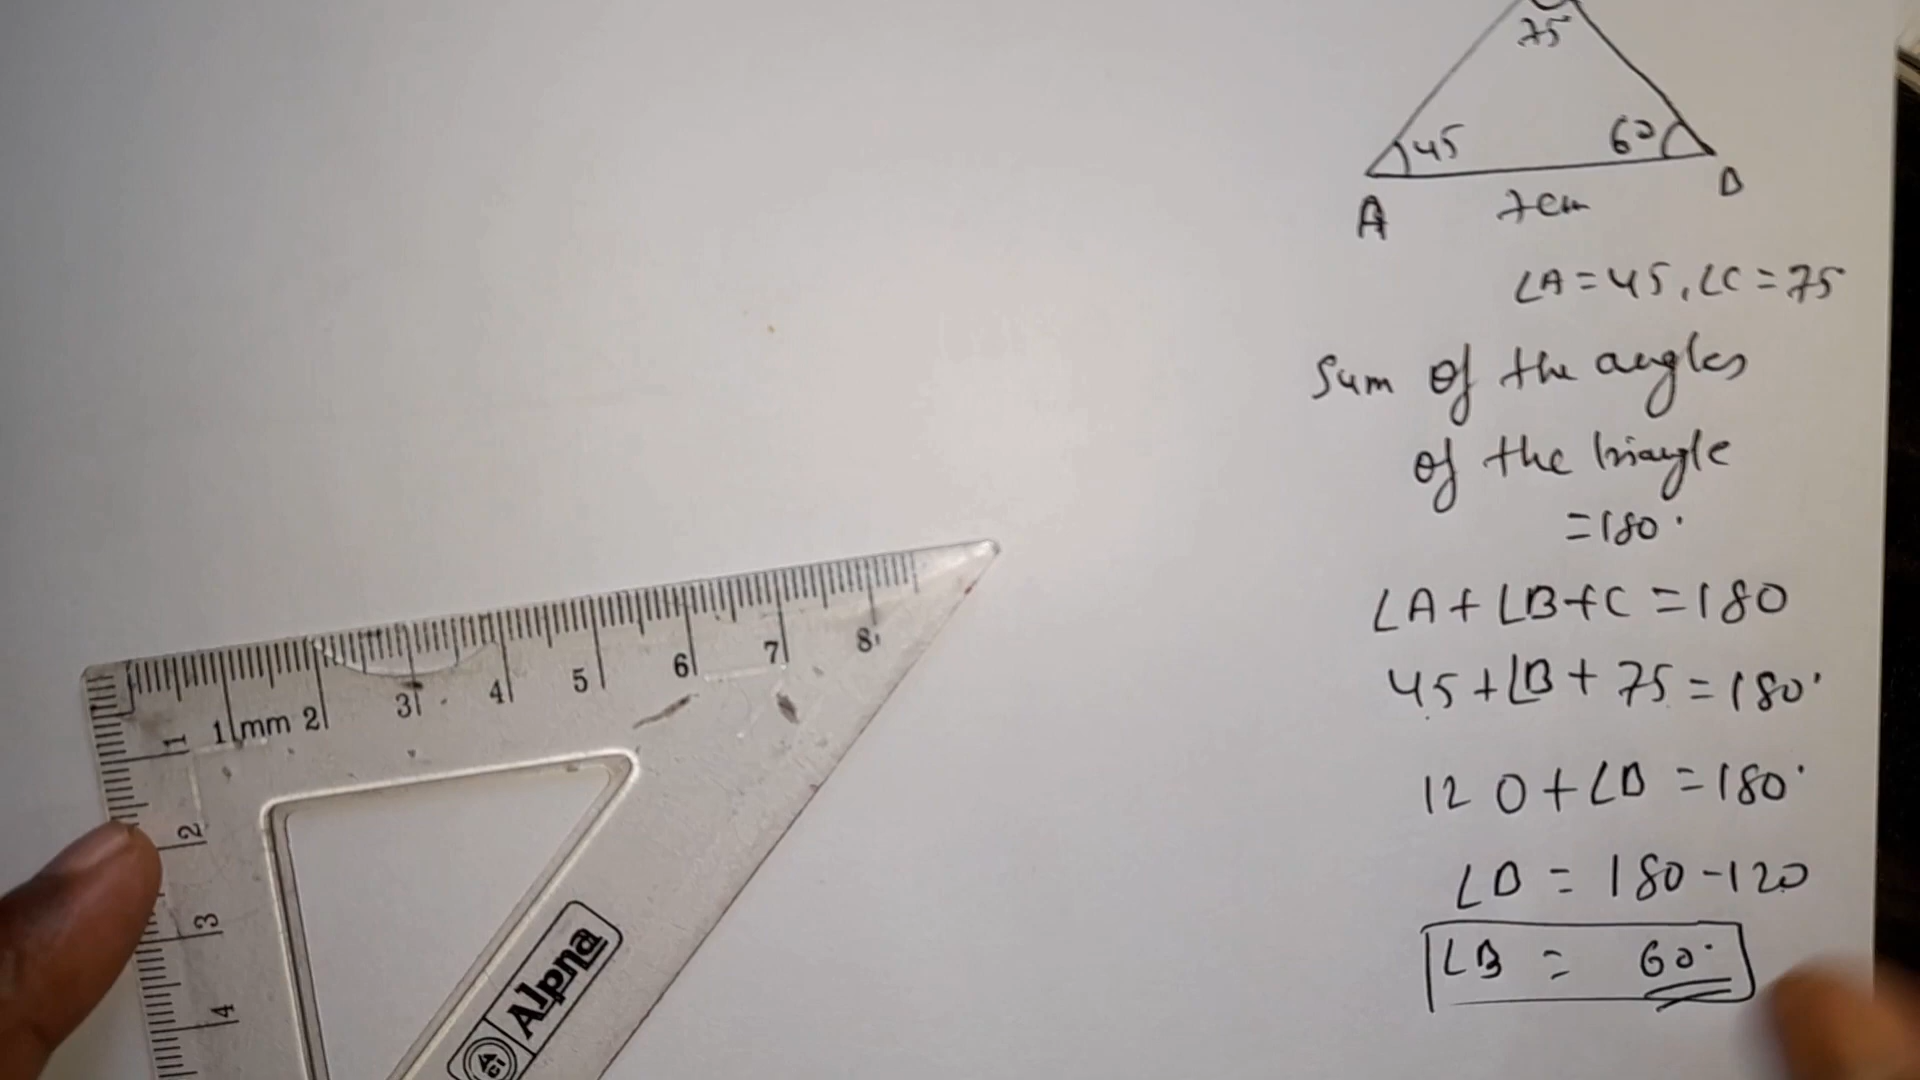 75
45 60
A 7cm B
∠A = 45, ∠C = 75
Sum of the angles
of the triangle
= 180°
∠A + ∠B + C = 180
45 + ∠B + 75 = 180°
120 + ∠B = 180°
∠B = 180 - 120
∠B = 60°
1 mm 2 3 4 5 6 7 8
1
2
3
4
Alpha